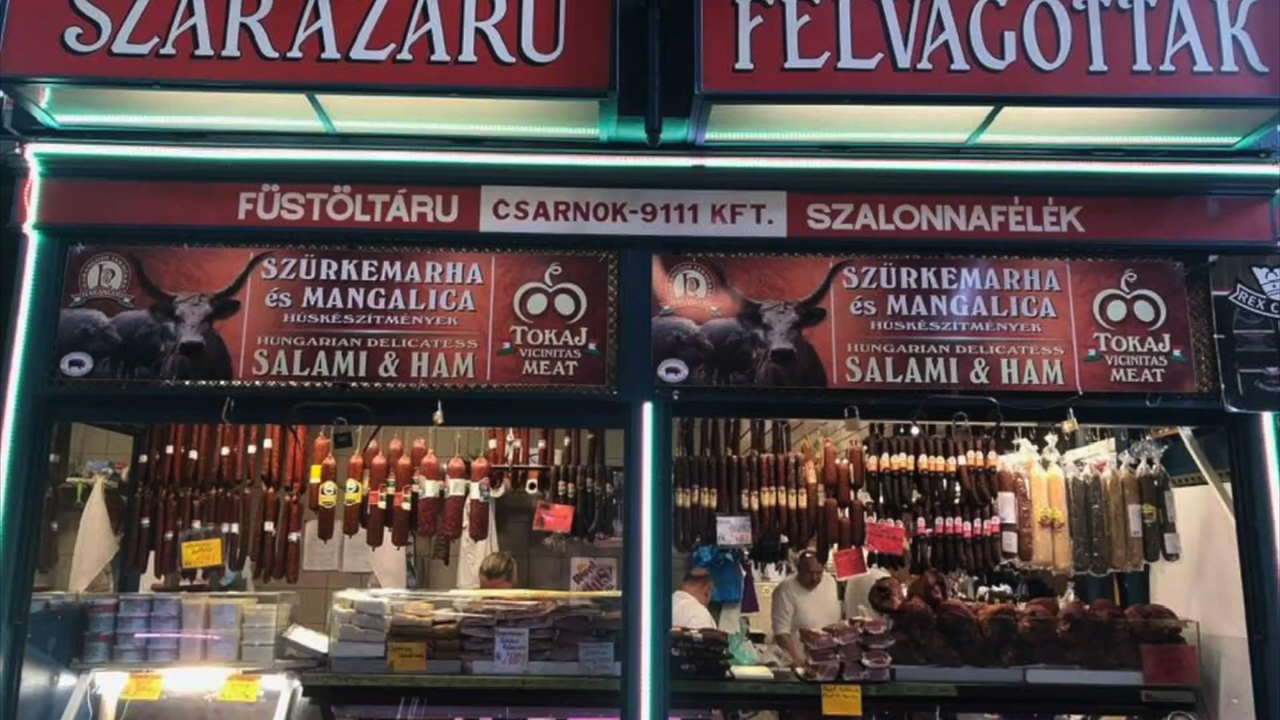 SZÁRAZÁRU
FELVÁGOTTAK
FÜSTÖLTÁRU
CSARNOK-9111 KFT.
SZALONNAFÉLÉK
SZÜRKEMARHA
és MANGALICA
HÚSKÉSZÍTMÉNYEK
HUNGARIAN DELICATESS
SALAMI & HAM
TOKAJ
VICINITAS
MEAT
SZÜRKEMARHA
és MANGALICA
HÚSKÉSZÍTMÉNYEK
HUNGARIAN DELICATESS
SALAMI & HAM
TOKAJ
VICINITAS
MEAT
REX